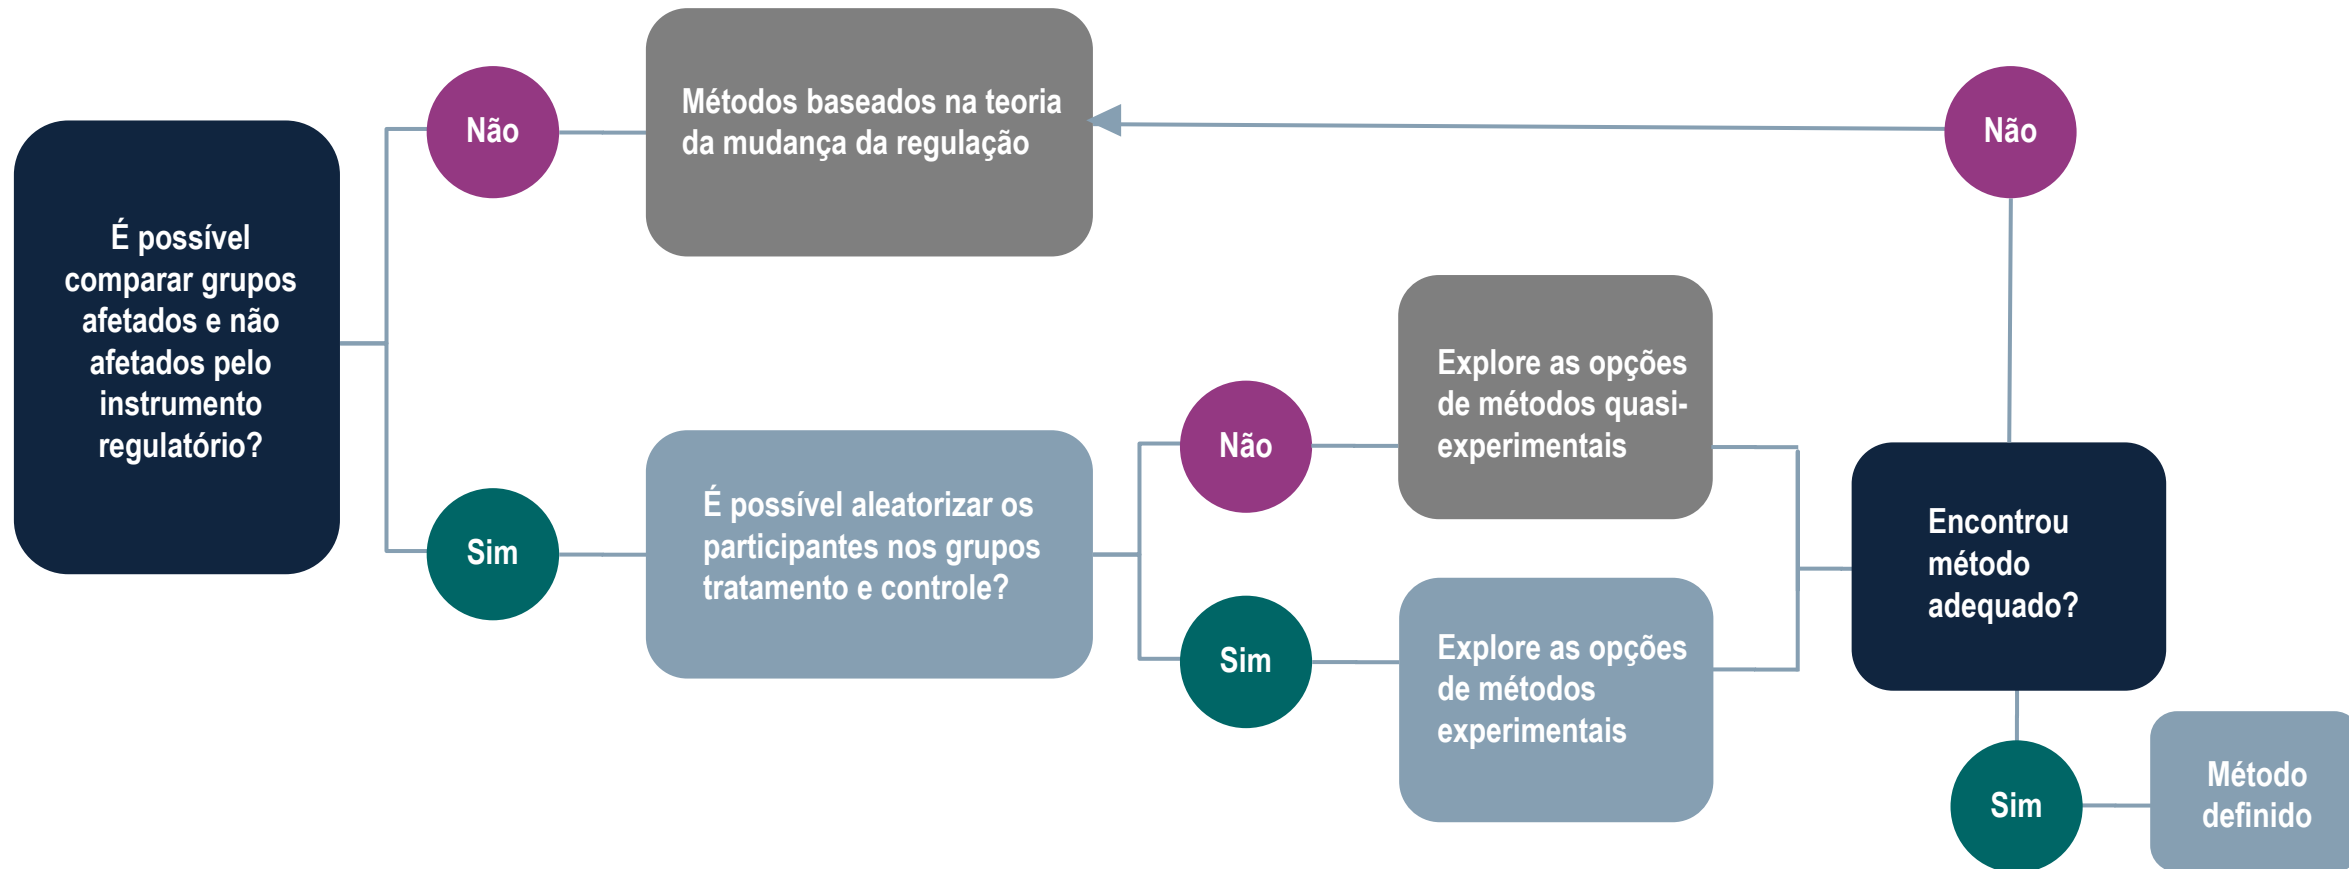 É possível
comparar grupos
afetados e não
afetados pelo
instrumento
regulatório?
Não
Métodos baseados na teoria
da mudança da regulação
Não
Sim
É possível aleatorizar os
participantes nos grupos
tratamento e controle?
Não
Explore as opções
de métodos quasi-
experimentais
Sim
Explore as opções
de métodos
experimentais
Encontrou
método
adequado?
Sim
Método
definido